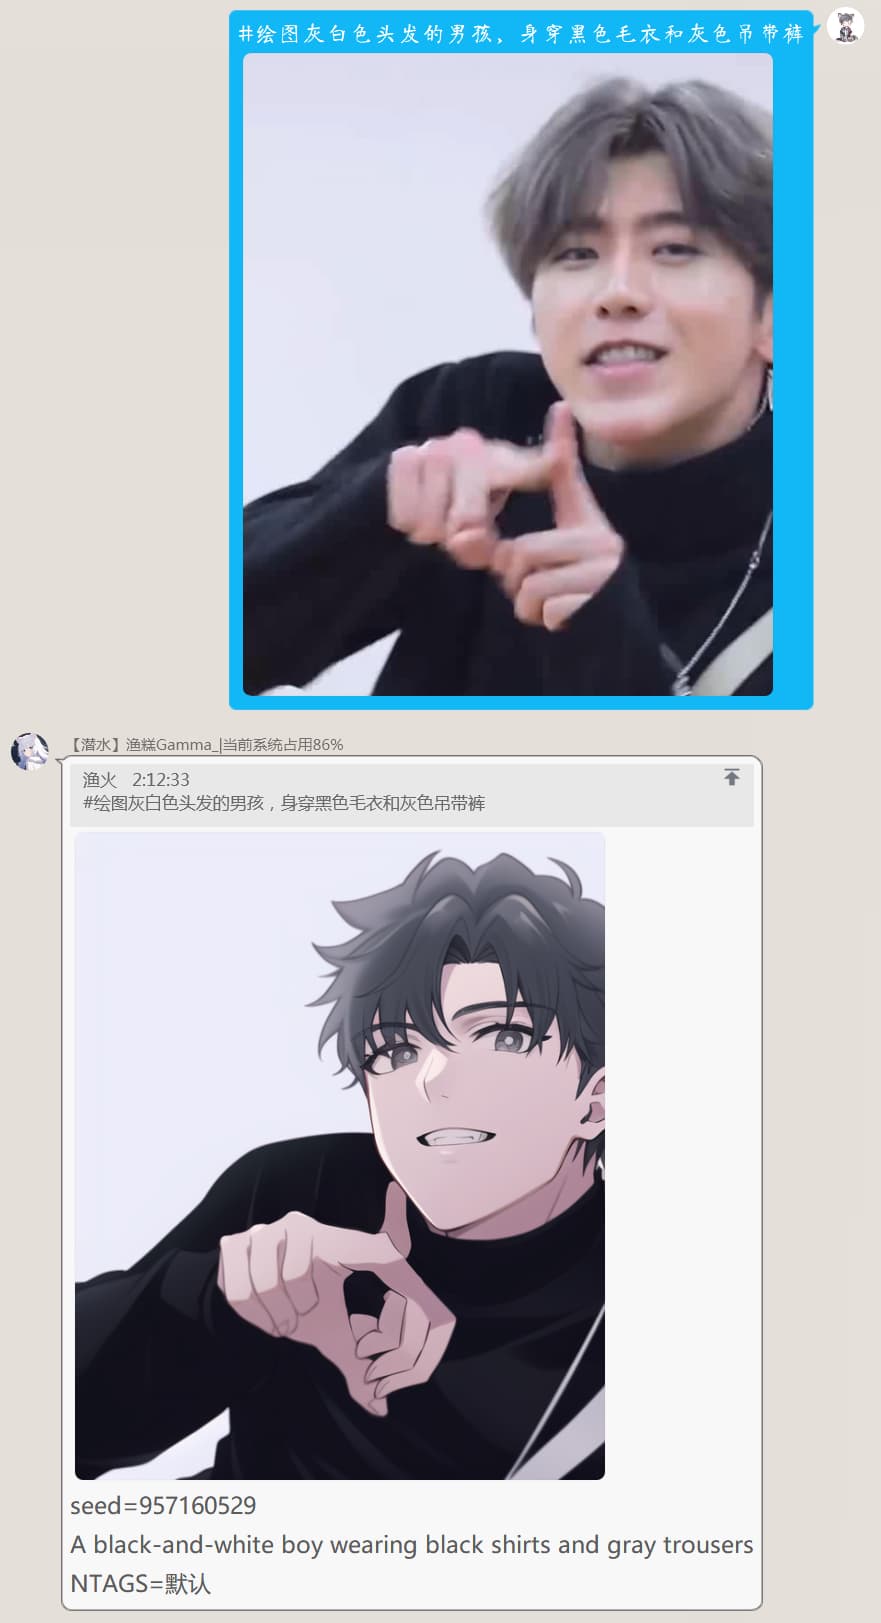 #绘图灰白色头发的男孩，身穿黑色毛衣和灰色吊带裤
【潜水】渔糕Gamma_|当前系统占用86%
渔火 2:12:33
#绘图灰白色头发的男孩，身穿黑色毛衣和灰色吊带裤
seed=957160529
A black-and-white boy wearing black shirts and gray trousers
NTAGS=默认